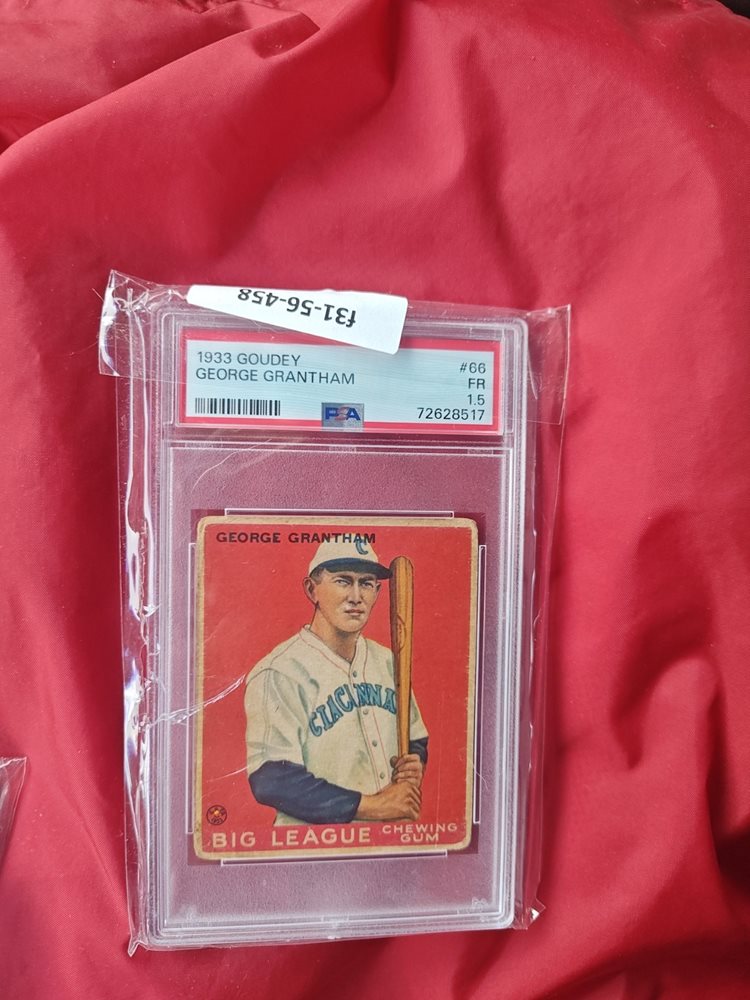 f31-56-458
1933 GOUDEY #66
GEORGE GRANTHAM FR
1.5
PSA 72628517
GEORGE GRANTHAM
C
CIACINNA
BIG LEAGUE CHEWING
GUM